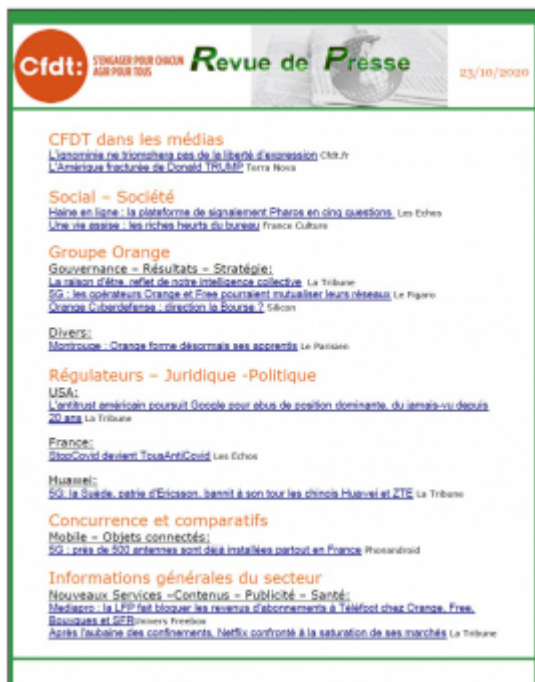 Cfdt:
S'ENGAGER POUR CHACUN
AGIR POUR TOUS
Revue de Presse
23/10/2020
CFDT dans les médias
L'ignominie ne triomphera pas de la liberté d'expression Cfdt.fr
L'Amérique fracturée de Donald TRUMP Terra Nova
Social – Société
Haine en ligne : la plateforme de signalement Pharos en cinq questions. Les Echos
Une vie assise : les riches heurts du bureau France Culture
Groupe Orange
Gouvernance – Résultats – Stratégie:
La raison d'être, reflet de notre intelligence collective La Tribune
5G : les opérateurs Orange et Free pourraient mutualiser leurs réseaux Le Figaro
Orange Cyberdefense : direction la Bourse ? Silicon
Divers:
Montrouge : Orange forme désormais ses apprentis Le Parisien
Régulateurs – Juridique -Politique
USA:
L'antitrust américain poursuit Google pour abus de position dominante, du jamais-vu depuis
20 ans La Tribune
France:
StopCovid devient TousAntiCovid Les Echos
Huawei:
5G: la Suède, patrie d'Ericsson, bannit à son tour les chinois Huawei et ZTE La Tribune
Concurrence et comparatifs
Mobile – Objets connectés:
5G : près de 500 antennes sont déjà installées partout en France Phonandroid
Informations générales du secteur
Nouveaux Services –Contenus – Publicité – Santé:
Mediapro : la LFP fait bloquer les revenus d'abonnements à Téléfoot chez Orange, Free,
Bouygues et SFR Univers Freebox
Après l'aubaine des confinements, Netflix confronté à la saturation de ses marchés La Tribune